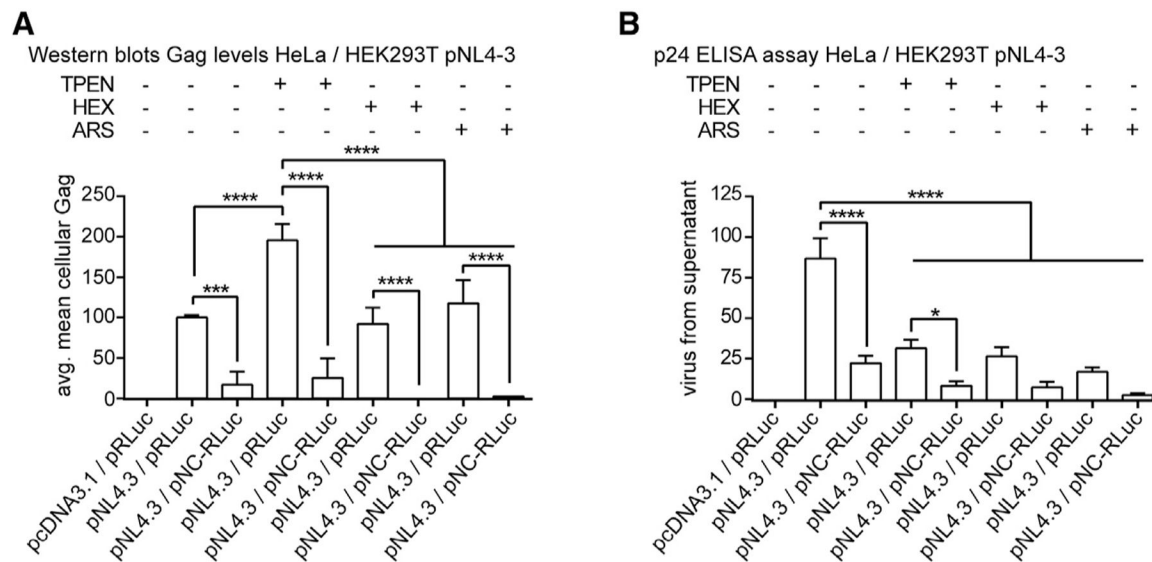 A
Western blots Gag levels HeLa / HEK293T pNL4-3
TPEN - - - + + - - - -
HEX - - - - - + + - -
ARS - - - - - - - + +
avg. mean cellular Gag
250
200
150
100
50
0
****
****
****
***
****
****
pcDNA3.1 / pRLuc
pNL4.3 / pRLuc
pNL4.3 / pNC-RLuc
pNL4.3 / pRLuc
pNL4.3 / pNC-RLuc
pNL4.3 / pRLuc
pNL4.3 / pNC-RLuc
pNL4.3 / pRLuc
pNL4.3 / pNC-RLuc
B
p24 ELISA assay HeLa / HEK293T pNL4-3
TPEN - - - + + - - - -
HEX - - - - - + + - -
ARS - - - - - - - + +
virus from supernatant
125
100
75
50
25
0
****
****
*
pcDNA3.1 / pRLuc
pNL4.3 / pRLuc
pNL4.3 / pNC-RLuc
pNL4.3 / pRLuc
pNL4.3 / pNC-RLuc
pNL4.3 / pRLuc
pNL4.3 / pNC-RLuc
pNL4.3 / pRLuc
pNL4.3 / pNC-RLuc